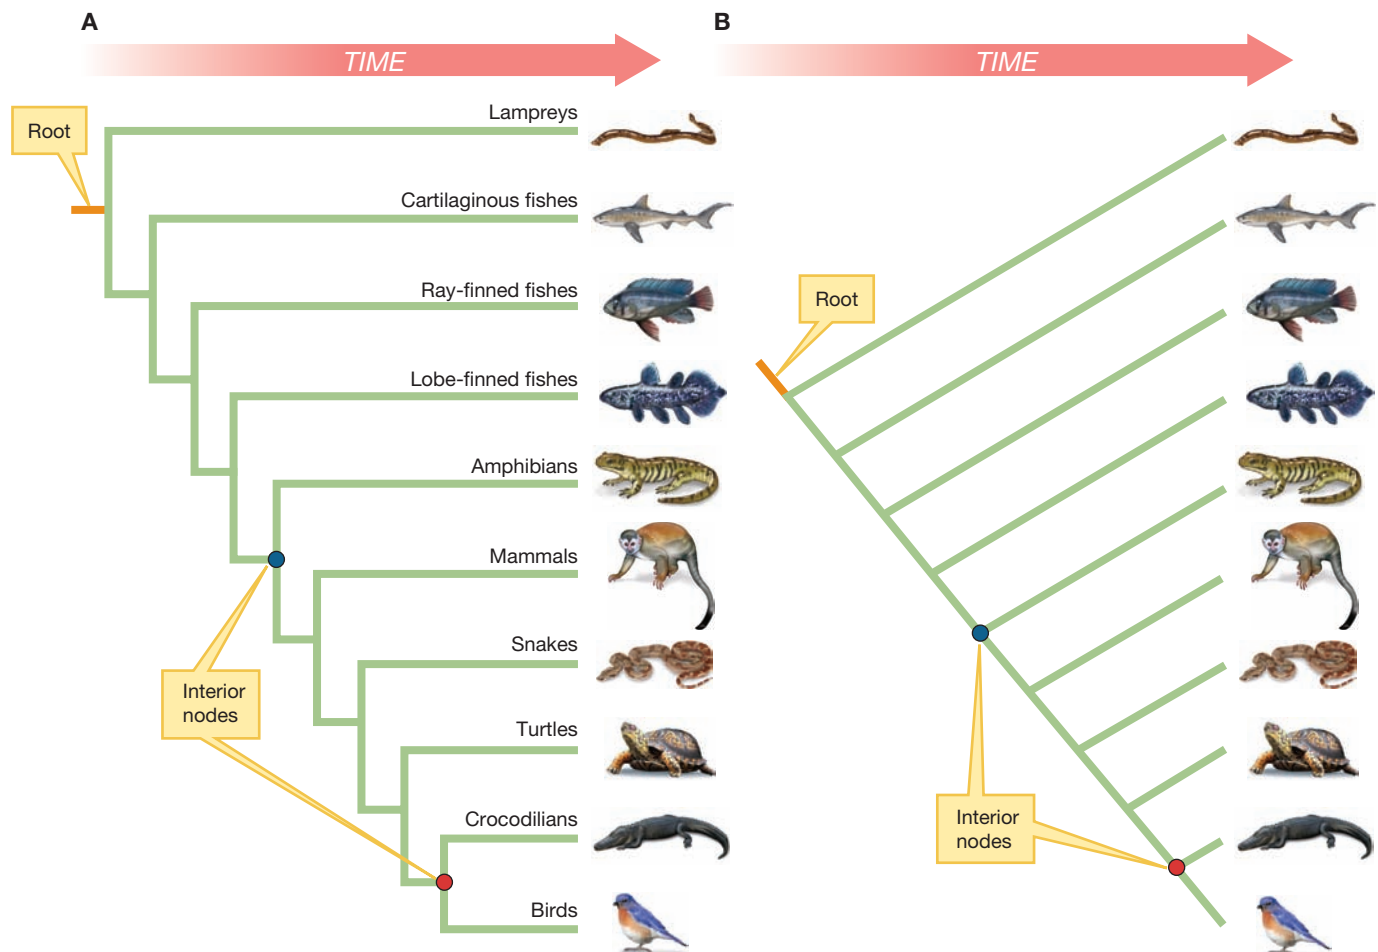 A
TIME
Root
Lampreys
Cartilaginous fishes
Ray-finned fishes
Lobe-finned fishes
Amphibians
Mammals
Snakes
Interior
nodes
Turtles
Crocodilians
Birds
B
TIME
Root
Interior
nodes